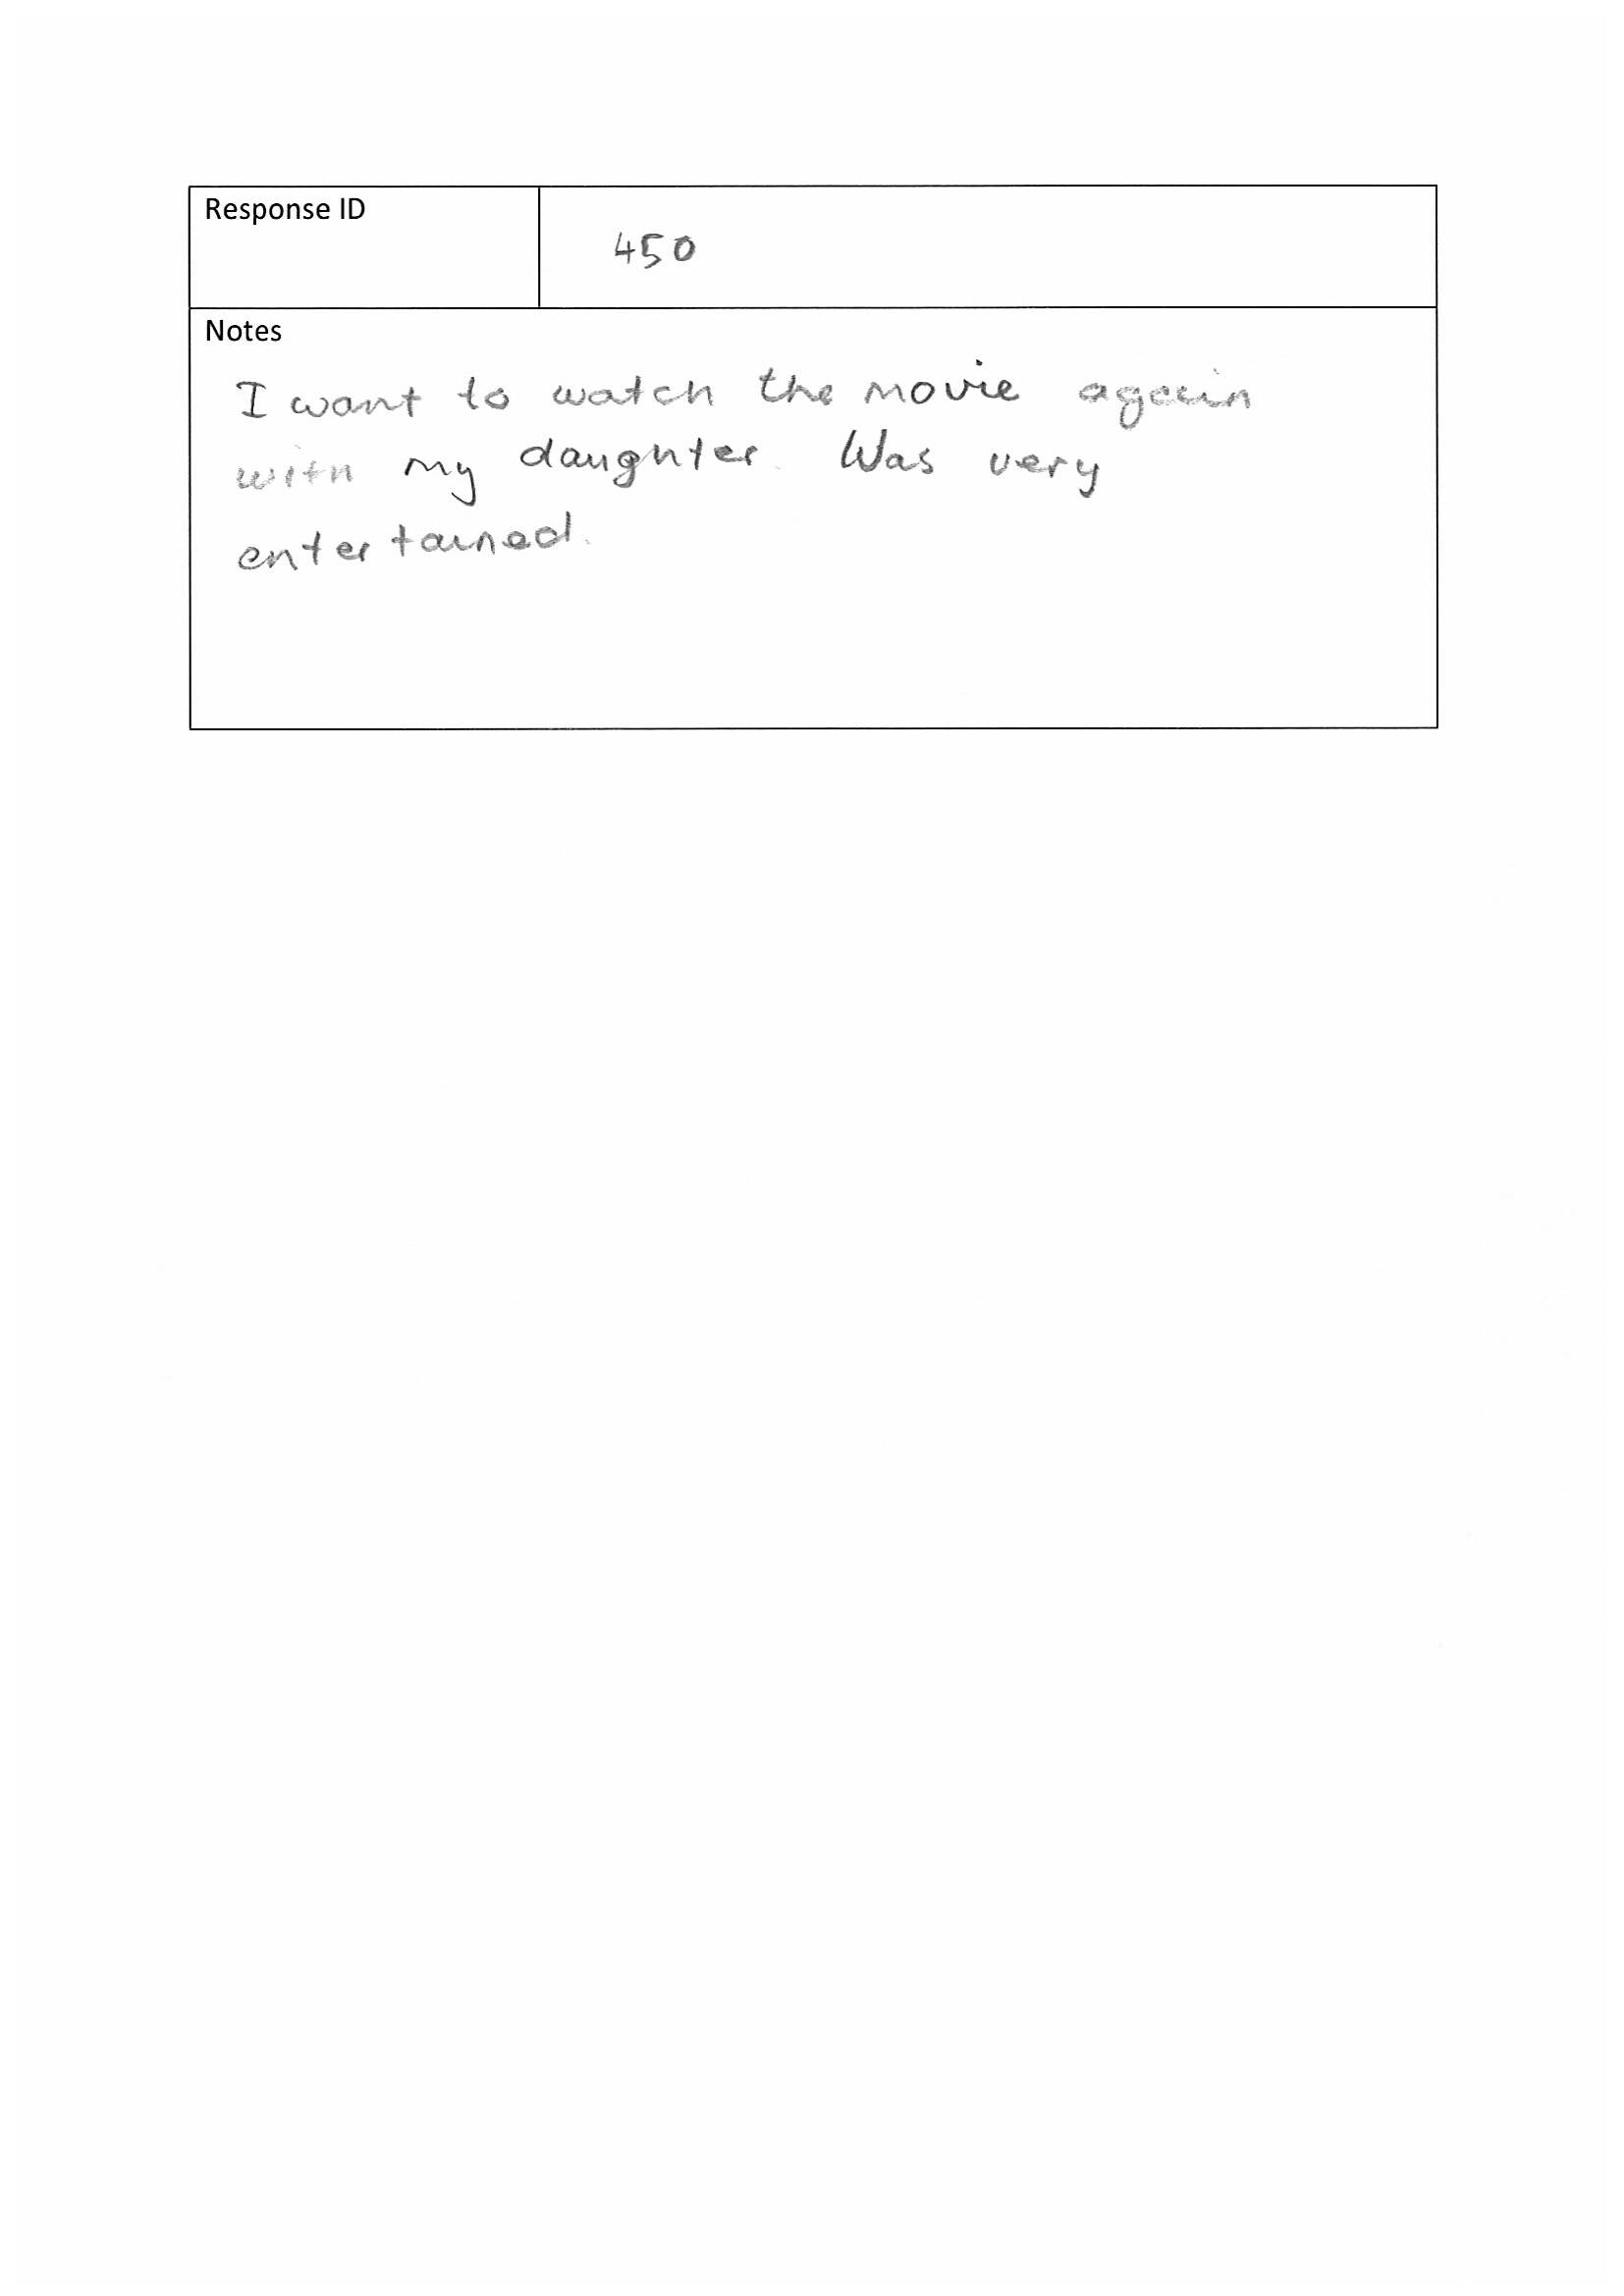 Response ID
450
Notes
I want to watch the movie again
with my daughter. Was very
entertained.